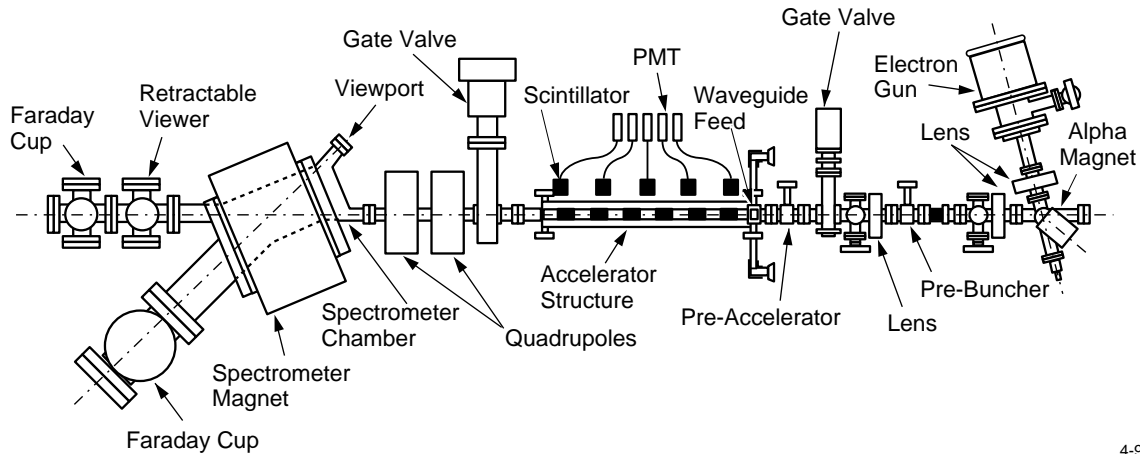 Gate Valve
Viewport
Retractable
Viewer
Faraday
Cup
Scintillator
PMT
Waveguide
Feed
Gate Valve
Electron
Gun
Lens
Alpha
Magnet
Accelerator
Structure
Pre-Accelerator
Lens
Pre-Buncher
Quadrupoles
Spectrometer
Chamber
Spectrometer
Magnet
Faraday Cup